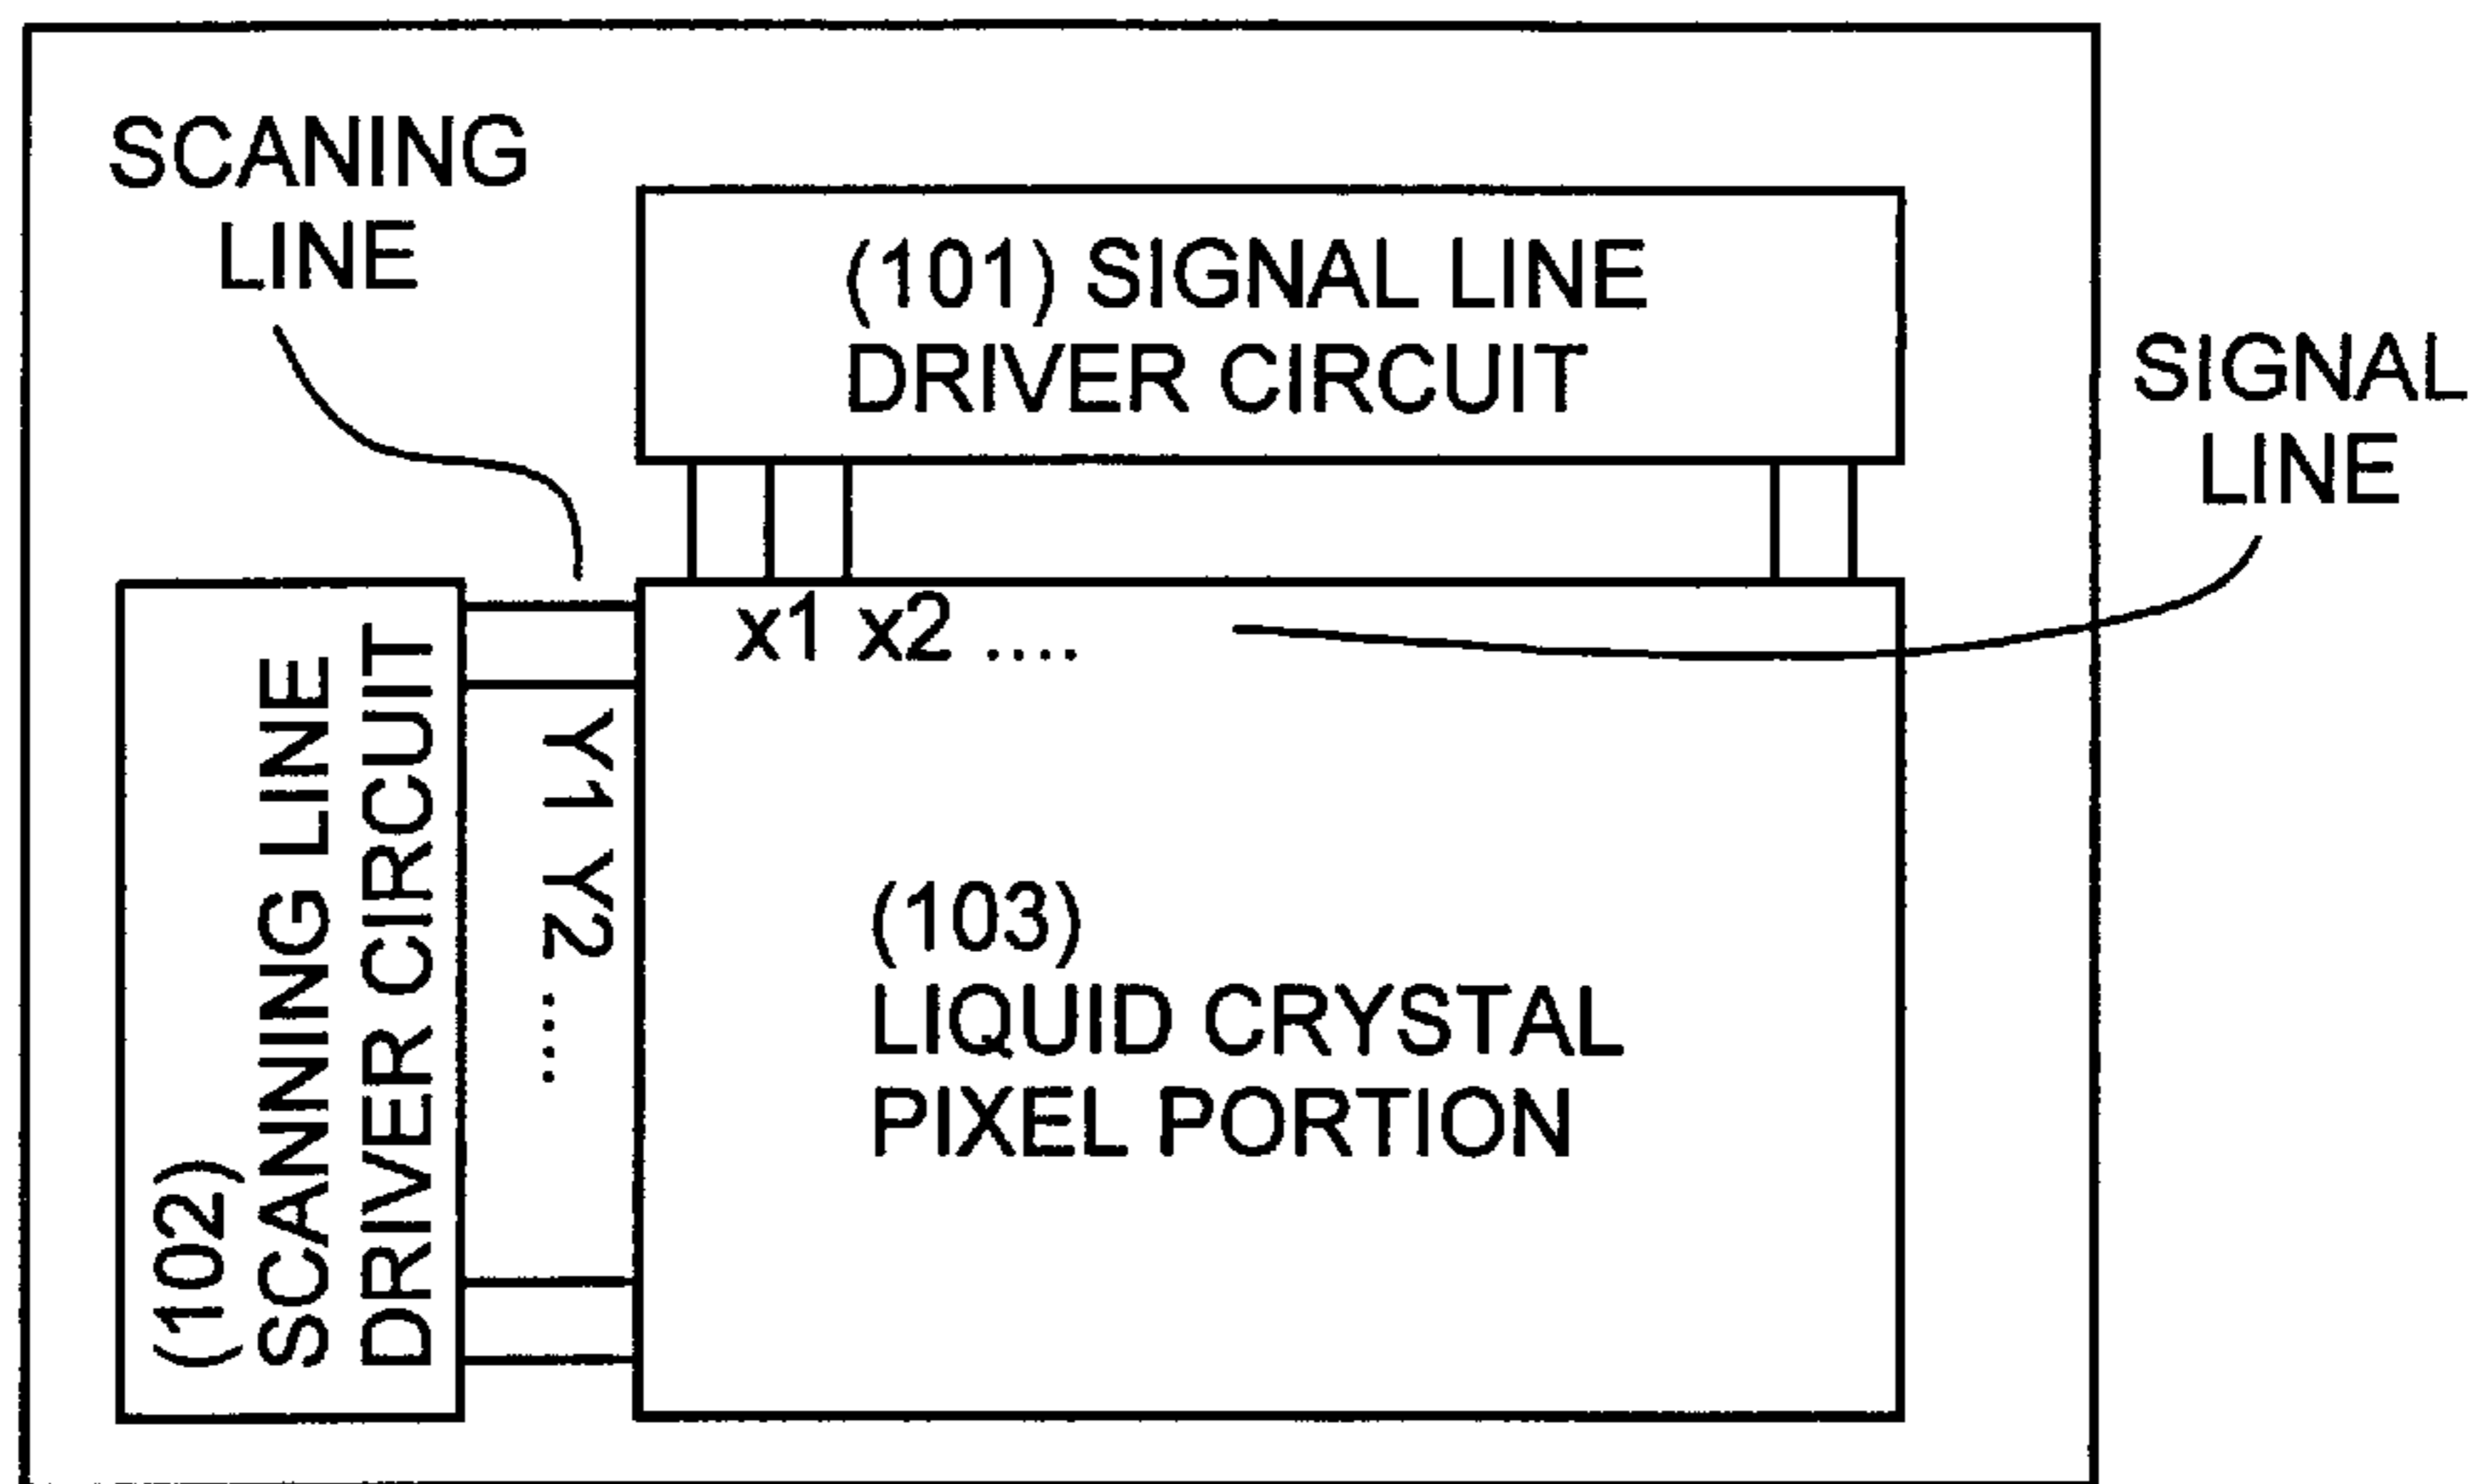 SCANING
LINE
(101) SIGNAL LINE
DRIVER CIRCUIT
SIGNAL
LINE
x1 x2 ....
(102)
SCANNING LINE
DRIVER CIRCUIT
Y1 Y2 ....
(103)
LIQUID CRYSTAL
PIXEL PORTION